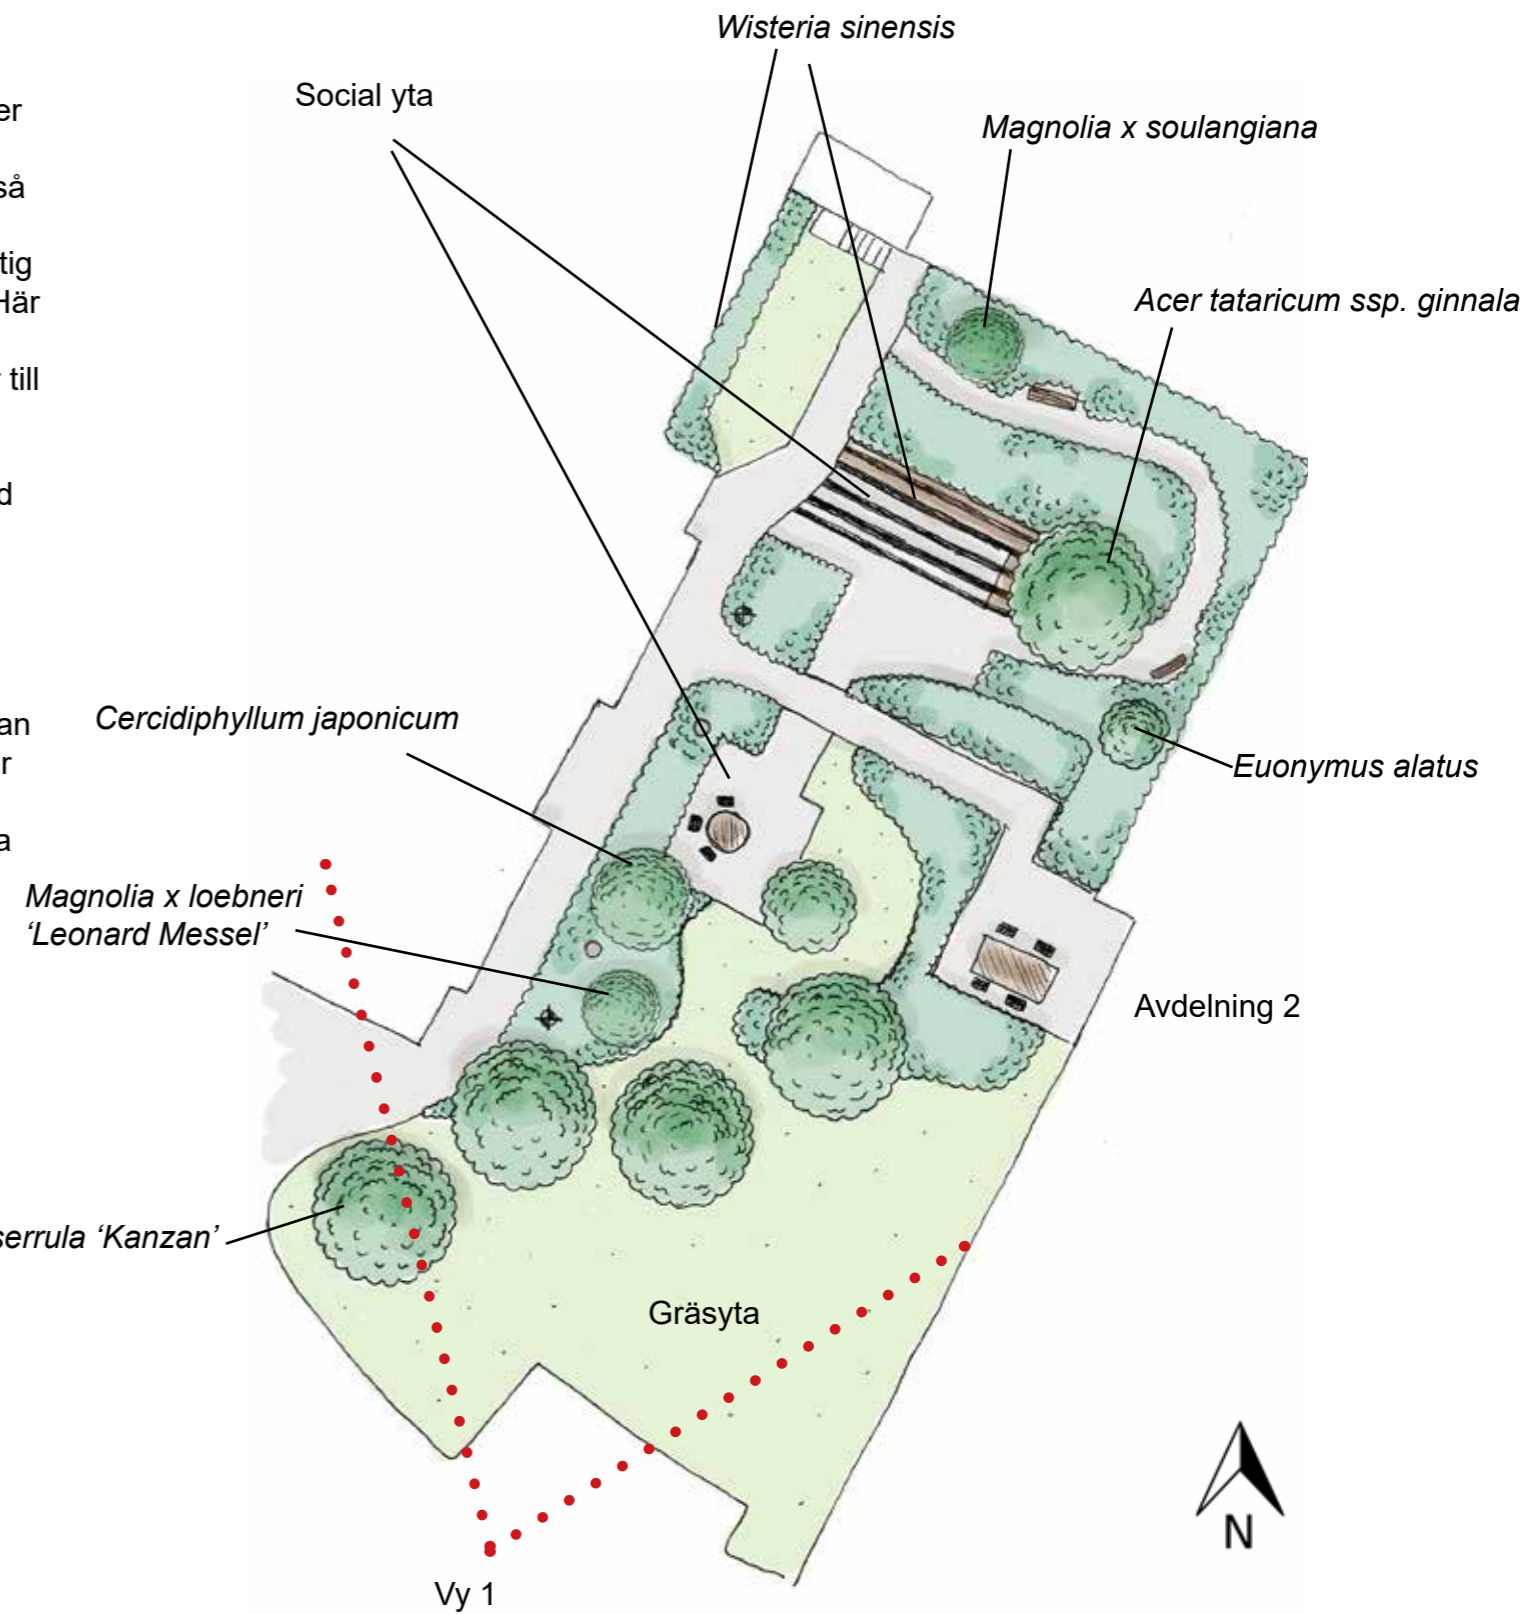 Wisteria sinensis
Social yta
er
Magnolia x soulangiana
så
tig
Här
Acer tataricum ssp. ginnala
till
d
an
Cercidiphyllum japonicum
r
Euonymus alatus
a
Magnolia x loebneri
‘Leonard Messel’
Avdelning 2
serrula ‘Kanzan’
Gräsyta
N
Vy 1